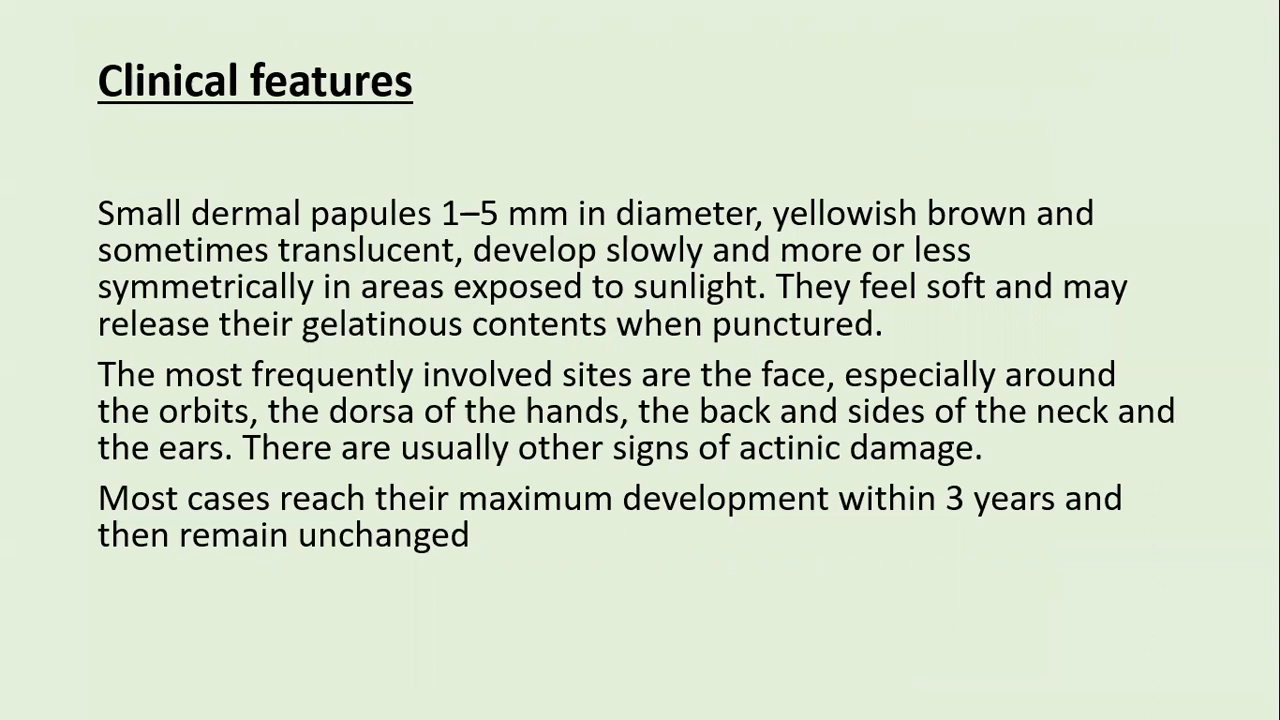 Clinical features
Small dermal papules 1–5 mm in diameter, yellowish brown and
sometimes translucent, develop slowly and more or less
symmetrically in areas exposed to sunlight. They feel soft and may
release their gelatinous contents when punctured.
The most frequently involved sites are the face, especially around
the orbits, the dorsa of the hands, the back and sides of the neck and
the ears. There are usually other signs of actinic damage.
Most cases reach their maximum development within 3 years and
then remain unchanged